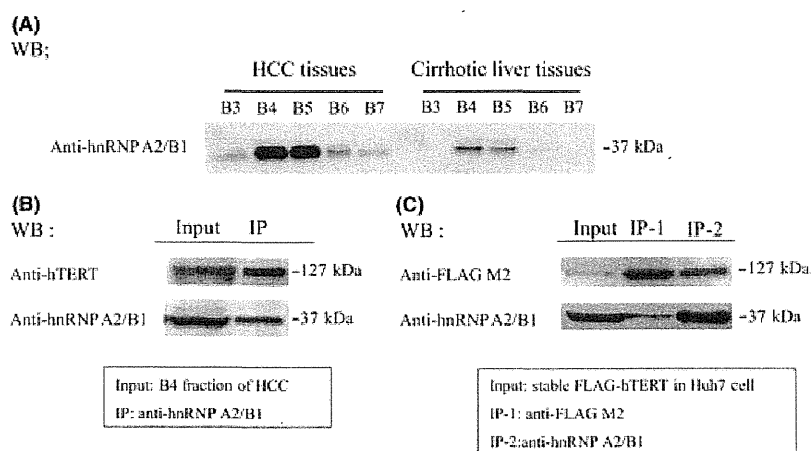 (A)
WB;
HCC tissues Cirrhotic liver tissues
B3 B4 B5 B6 B7 B3 B4 B5 B6 B7
Anti-hnRNP A2/B1 -37 kDa
(B)
WB :
Input IP
Anti-hTERT -127 kDa
Anti-hnRNP A2/B1 -37 kDa
Input: B4 fraction of HCC
IP: anti-hnRNP A2/B1
(C)
WB :
Input IP-1 IP-2
Anti-FLAG M2 -127 kDa
Anti-hnRNP A2/B1 -37 kDa
Input: stable FLAG-hTERT in Huh7 cell
IP-1: anti-FLAG M2
IP-2:anti-hnRNP A2/B1